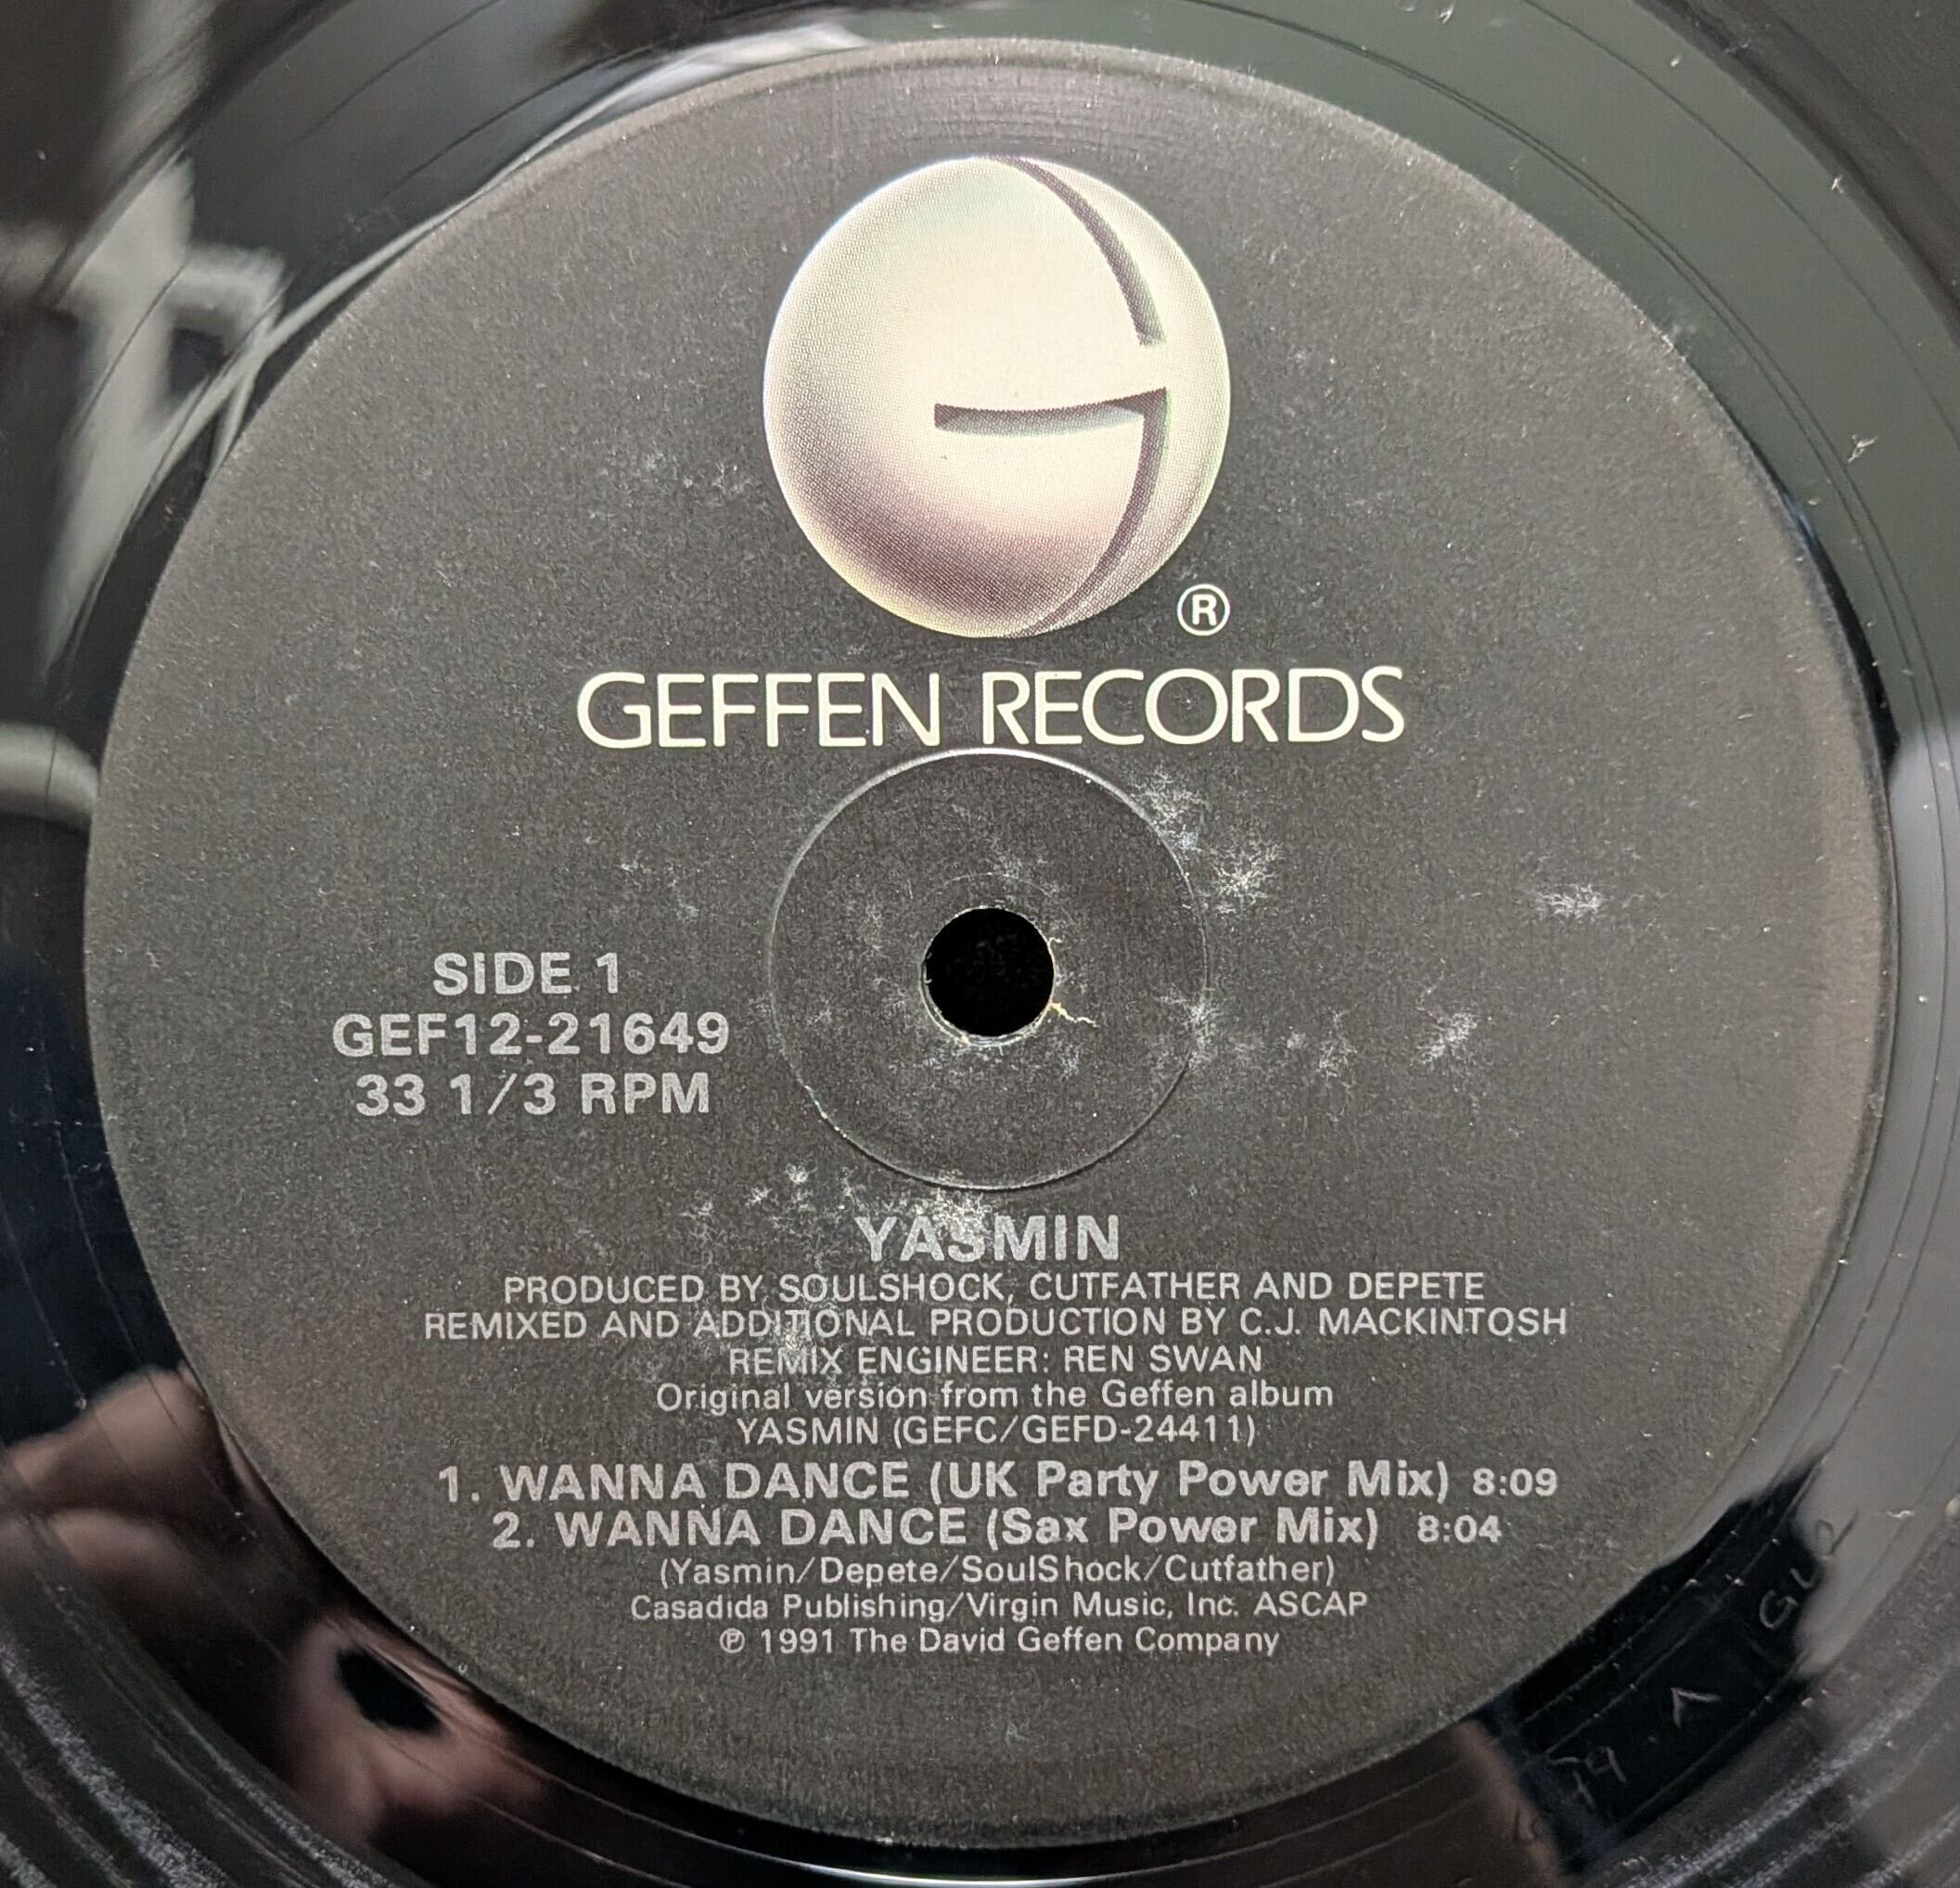 ®
GEFFEN RECORDS
SIDE 1
GEF12-21649
33 1/3 RPM
YASMIN
PRODUCED BY SOULSHOCK, CUTFATHER AND DEPETE
REMIXED AND ADDITIONAL PRODUCTION BY C.J. MACKINTOSH
REMIX ENGINEER: REN SWAN
Original version from the Geffen album
YASMIN (GEFC/GEFD-24411)
1. WANNA DANCE (UK Party Power Mix) 8:09
2. WANNA DANCE (Sax Power Mix) 8:04
(Yasmin/Depete/SoulShock/Cutfather)
Casadida Publishing/Virgin Music, Inc. ASCAP
℗ 1991 The David Geffen Company